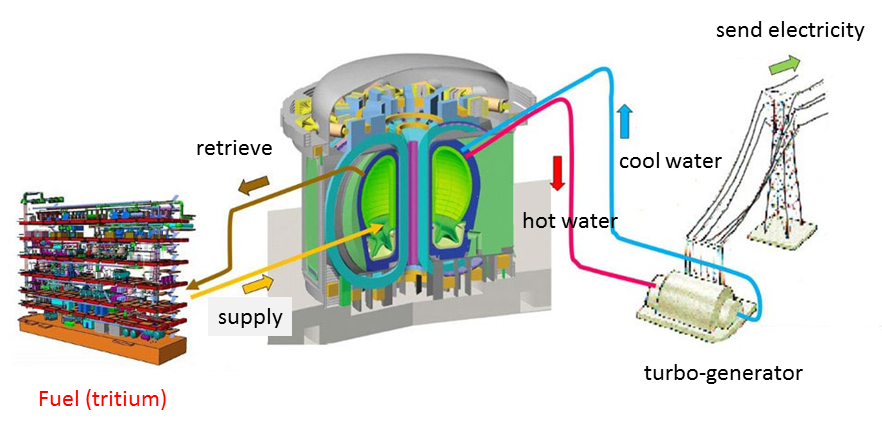 send electricity
retrieve
cool water
hot water
supply
turbo-generator
Fuel (tritium)